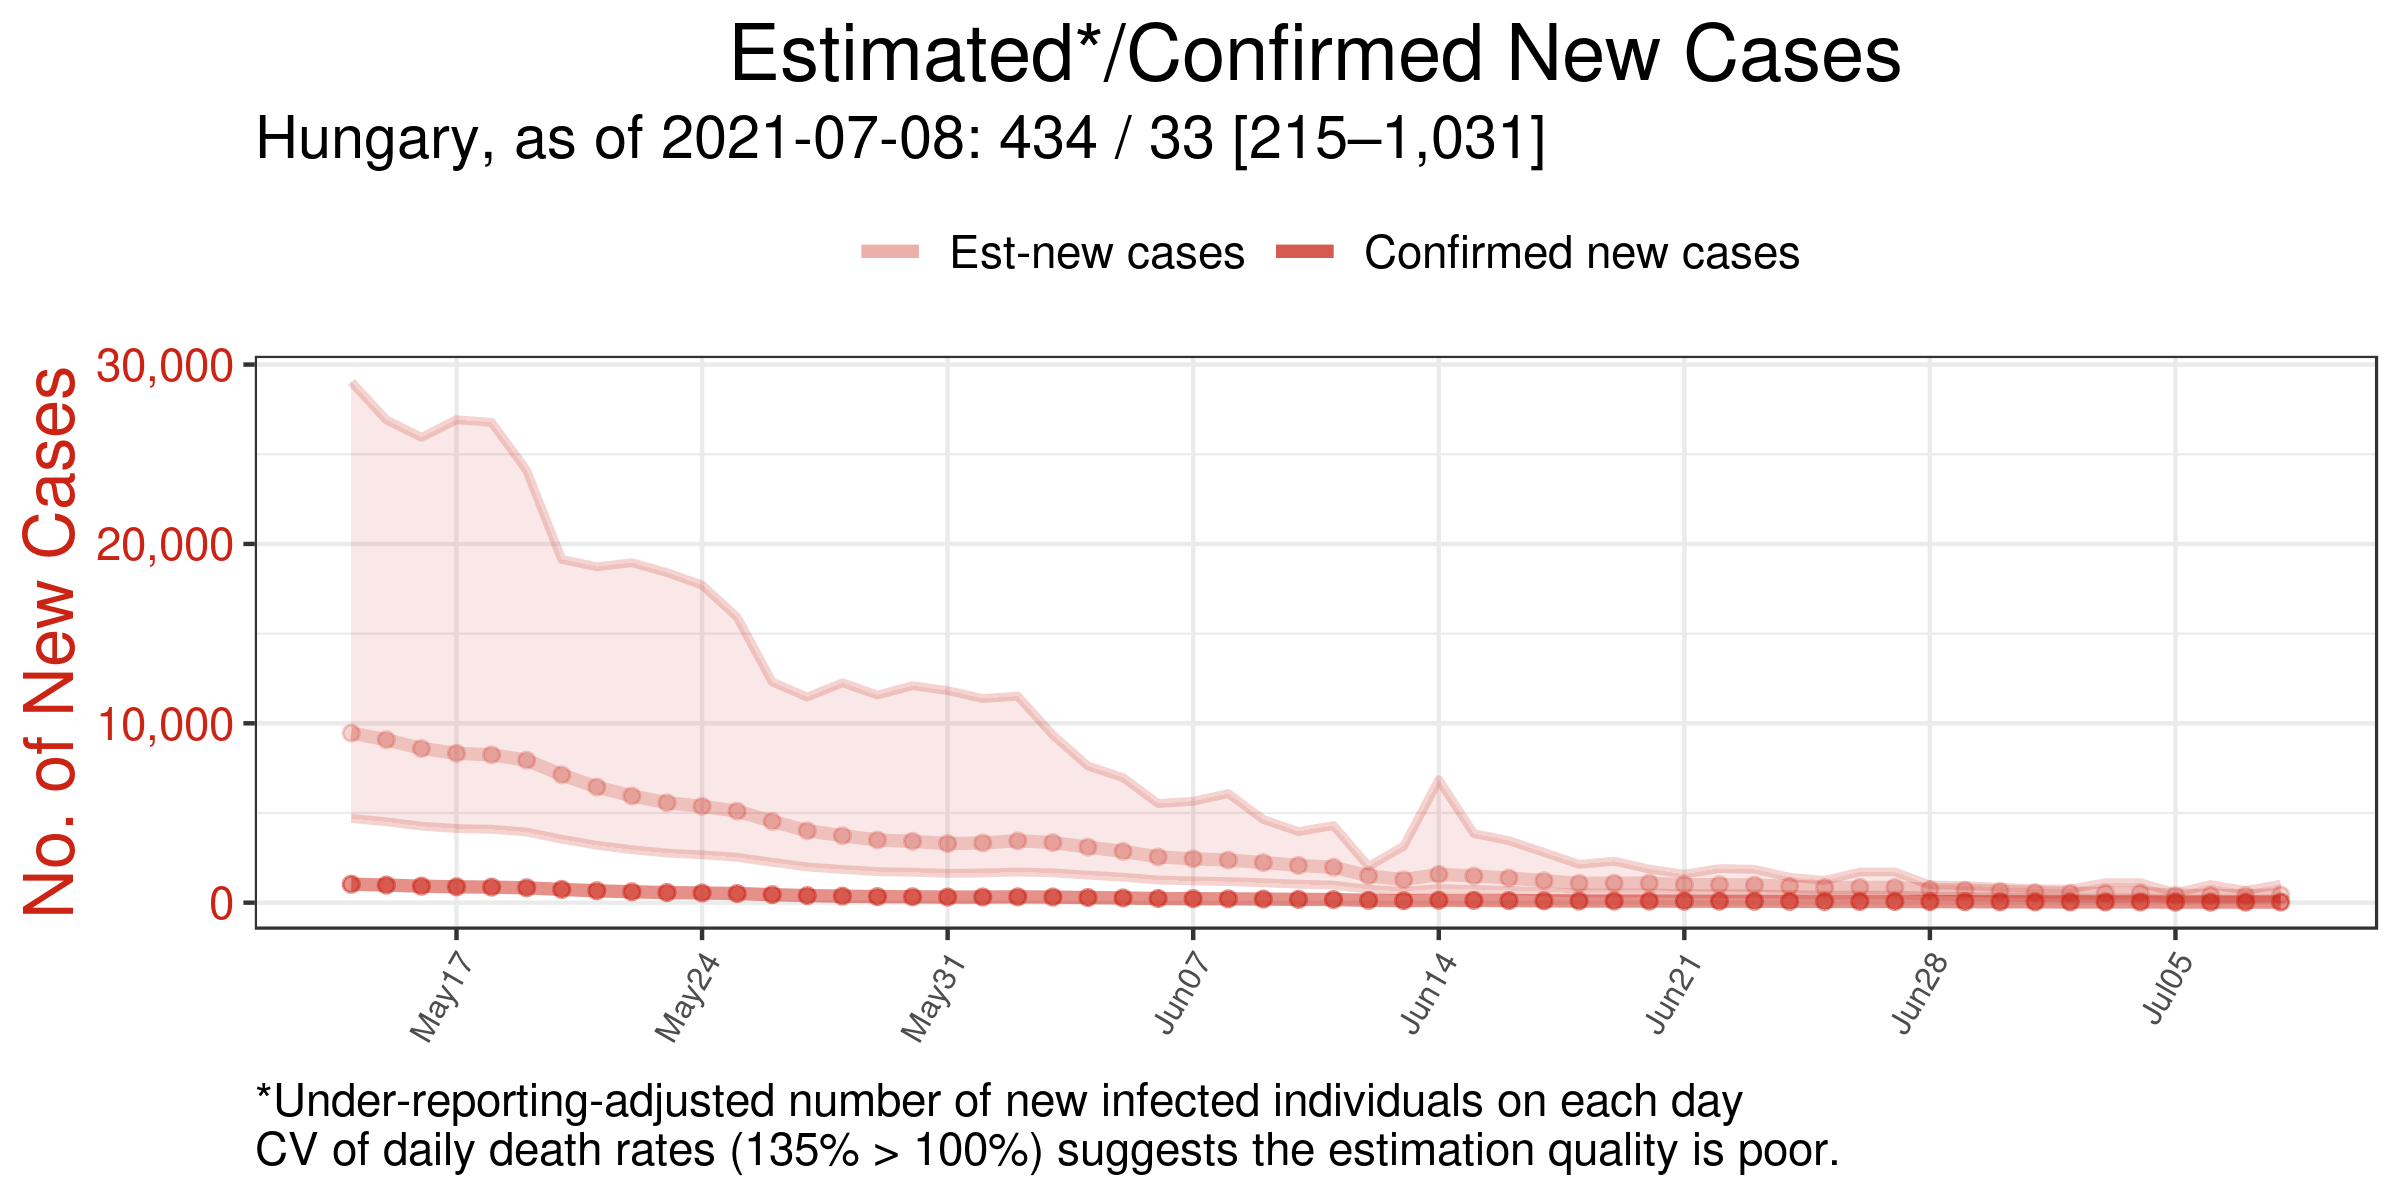 Estimated*/Confirmed New Cases
Hungary, as of 2021-07-08: 434 / 33 [215–1,031]
Est-new cases Confirmed new cases
No. of New Cases
30,000
20,000
10,000
0
May17 May24 May31 Jun07 Jun14 Jun21 Jun28 Jul05
*Under-reporting-adjusted number of new infected individuals on each day
CV of daily death rates (135% > 100%) suggests the estimation quality is poor.